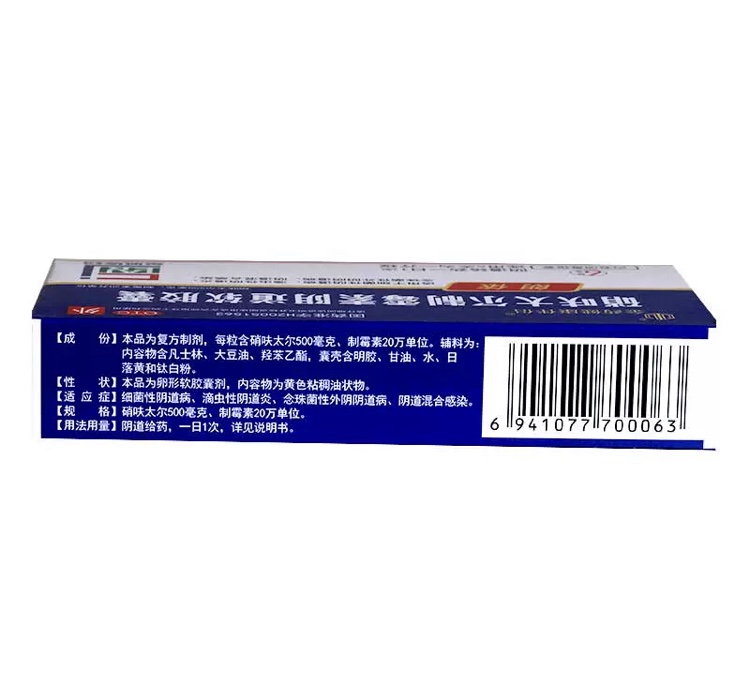 【成 份】本品为复方制剂，每粒含硝呋太尔500毫克、制霉素20万单位。辅料为：
内容物含凡士林、大豆油、羟苯乙酯，囊壳含明胶、甘油、水、日
落黄和钛白粉。
【性 状】本品为卵形软胶囊剂，内容物为黄色粘稠油状物。
【适 应 症】细菌性阴道病、滴虫性阴道炎、念珠菌性外阴阴道病、阴道混合感染。
【规 格】硝呋太尔500毫克、制霉素20万单位。
【用法用量】阴道给药，一日1次，详见说明书。
6 941077 700063
硝呋太尔制霉素阴道软胶囊
朗依
OTC
外